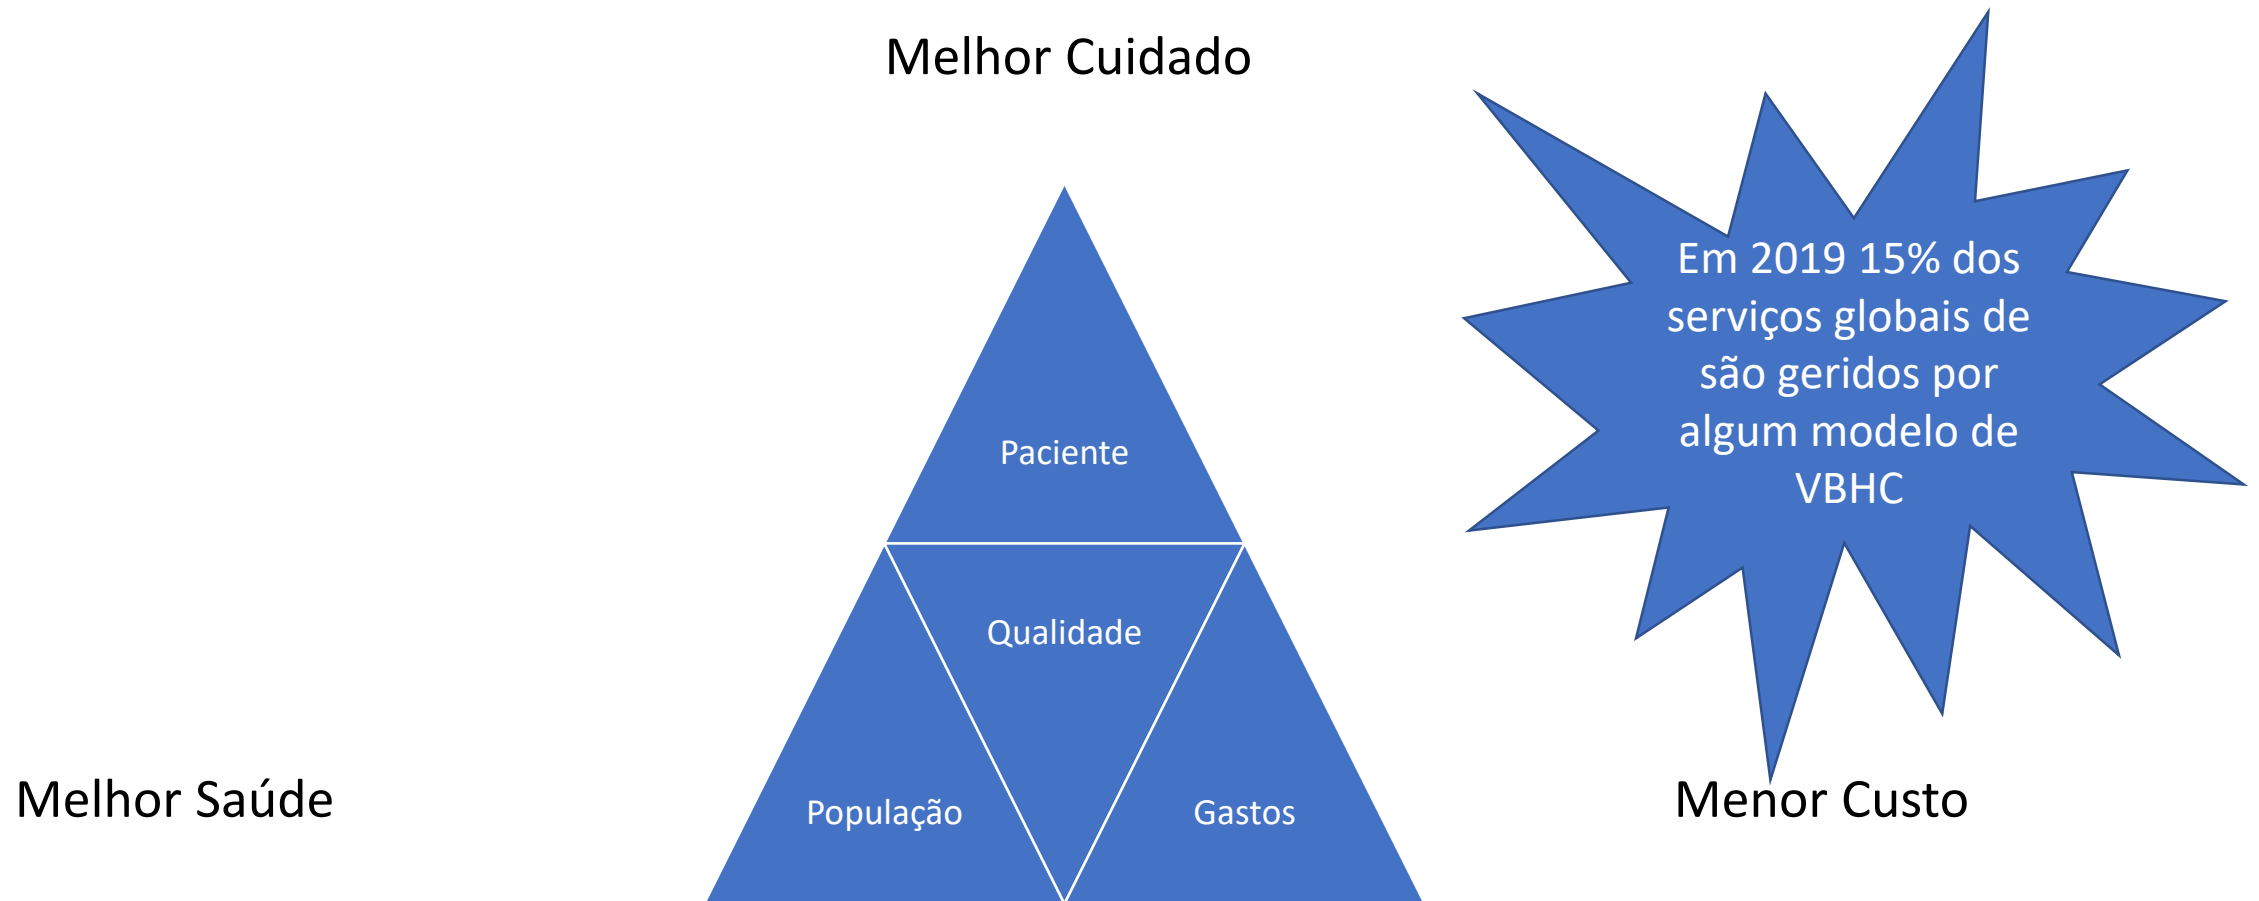 Melhor Cuidado
Em 2019 15% dos
serviços globais de
são geridos por
algum modelo de
VBHC
Paciente
Qualidade
População
Gastos
Melhor Saúde
Menor Custo